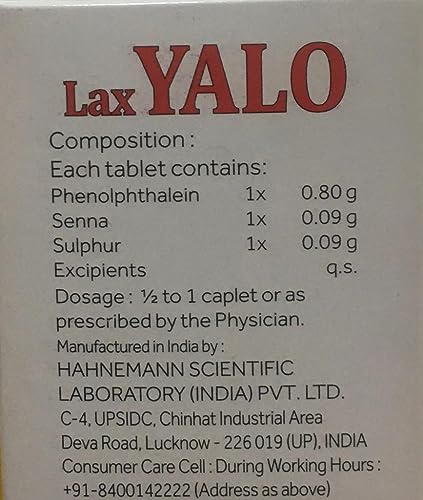 Lax YALO
Composition :
Each tablet contains:
Phenolphthalein 1x 0.80 g
Senna 1x 0.09 g
Sulphur 1x 0.09 g
Excipients q.s.
Dosage : ½ to 1 caplet or as
prescribed by the Physician.
Manufactured in India by :
HAHNEMANN SCIENTIFIC
LABORATORY (INDIA) PVT. LTD.
C-4, UPSIDC, Chinhat Industrial Area
Deva Road, Lucknow - 226 019 (UP), INDIA
Consumer Care Cell : During Working Hours :
+91-8400142222 (Address as above)